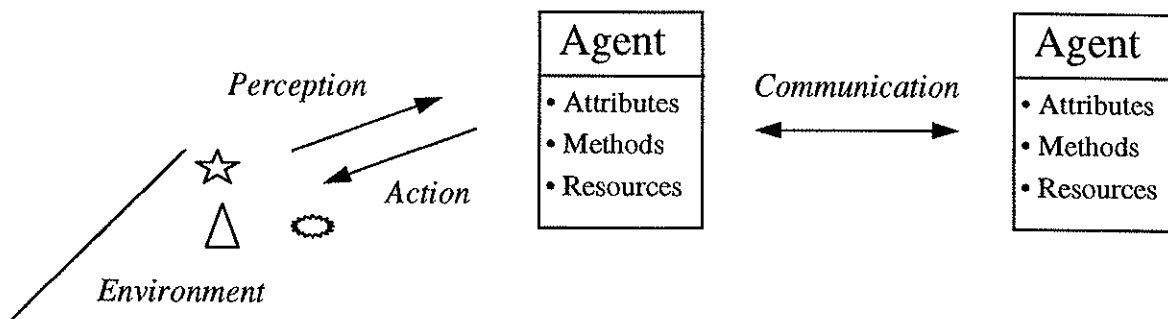 Agent
Agent
Perception
Communication
• Attributes
• Methods
• Resources
• Attributes
• Methods
• Resources
Action
Environment